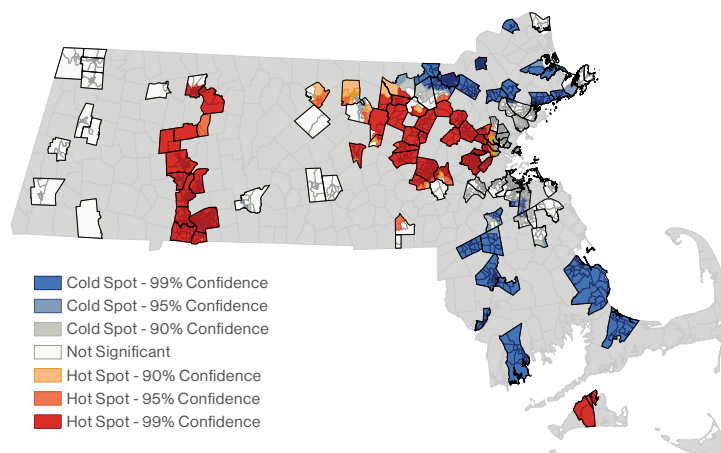 Cold Spot - 99% Confidence
Cold Spot - 95% Confidence
Cold Spot - 90% Confidence
Not Significant
Hot Spot - 90% Confidence
Hot Spot - 95% Confidence
Hot Spot - 99% Confidence